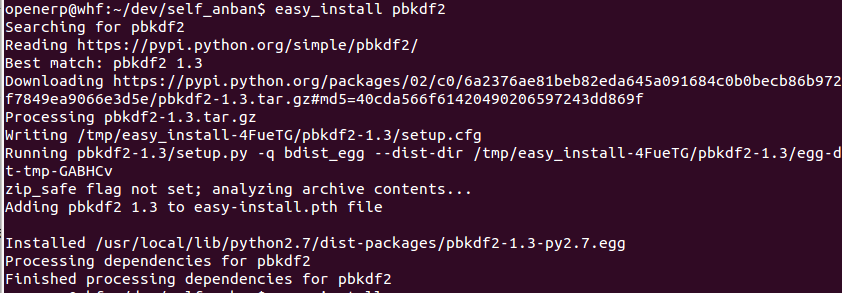 openerp@whf:~/dev/self_anban$ easy_install pbkdf2
Searching for pbkdf2
Reading https://pypi.python.org/simple/pbkdf2/
Best match: pbkdf2 1.3
Downloading https://pypi.python.org/packages/02/c0/6a2376ae81beb82eda645a091684c0b0becb86b972
f7849ea9066e3d5e/pbkdf2-1.3.tar.gz#md5=40cda566f61420490206597243dd869f
Processing pbkdf2-1.3.tar.gz
Writing /tmp/easy_install-4FueTG/pbkdf2-1.3/setup.cfg
Running pbkdf2-1.3/setup.py -q bdist_egg --dist-dir /tmp/easy_install-4FueTG/pbkdf2-1.3/egg-d
t-tmp-GABHCv
zip_safe flag not set; analyzing archive contents...
Adding pbkdf2 1.3 to easy-install.pth file
Installed /usr/local/lib/python2.7/dist-packages/pbkdf2-1.3-py2.7.egg
Processing dependencies for pbkdf2
Finished processing dependencies for pbkdf2